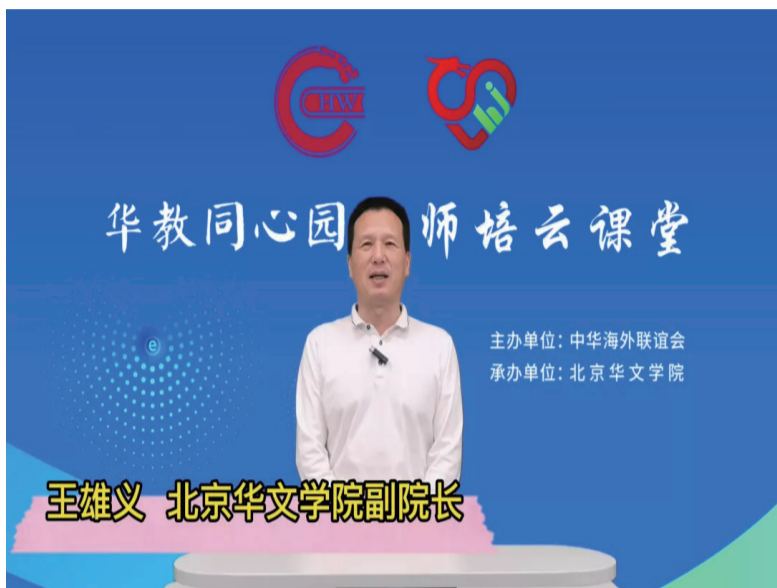 CHW
hj
华教同心园 师培云课堂
e
主办单位：中华海外联谊会
承办单位：北京华文学院
王雄义 北京华文学院副院长